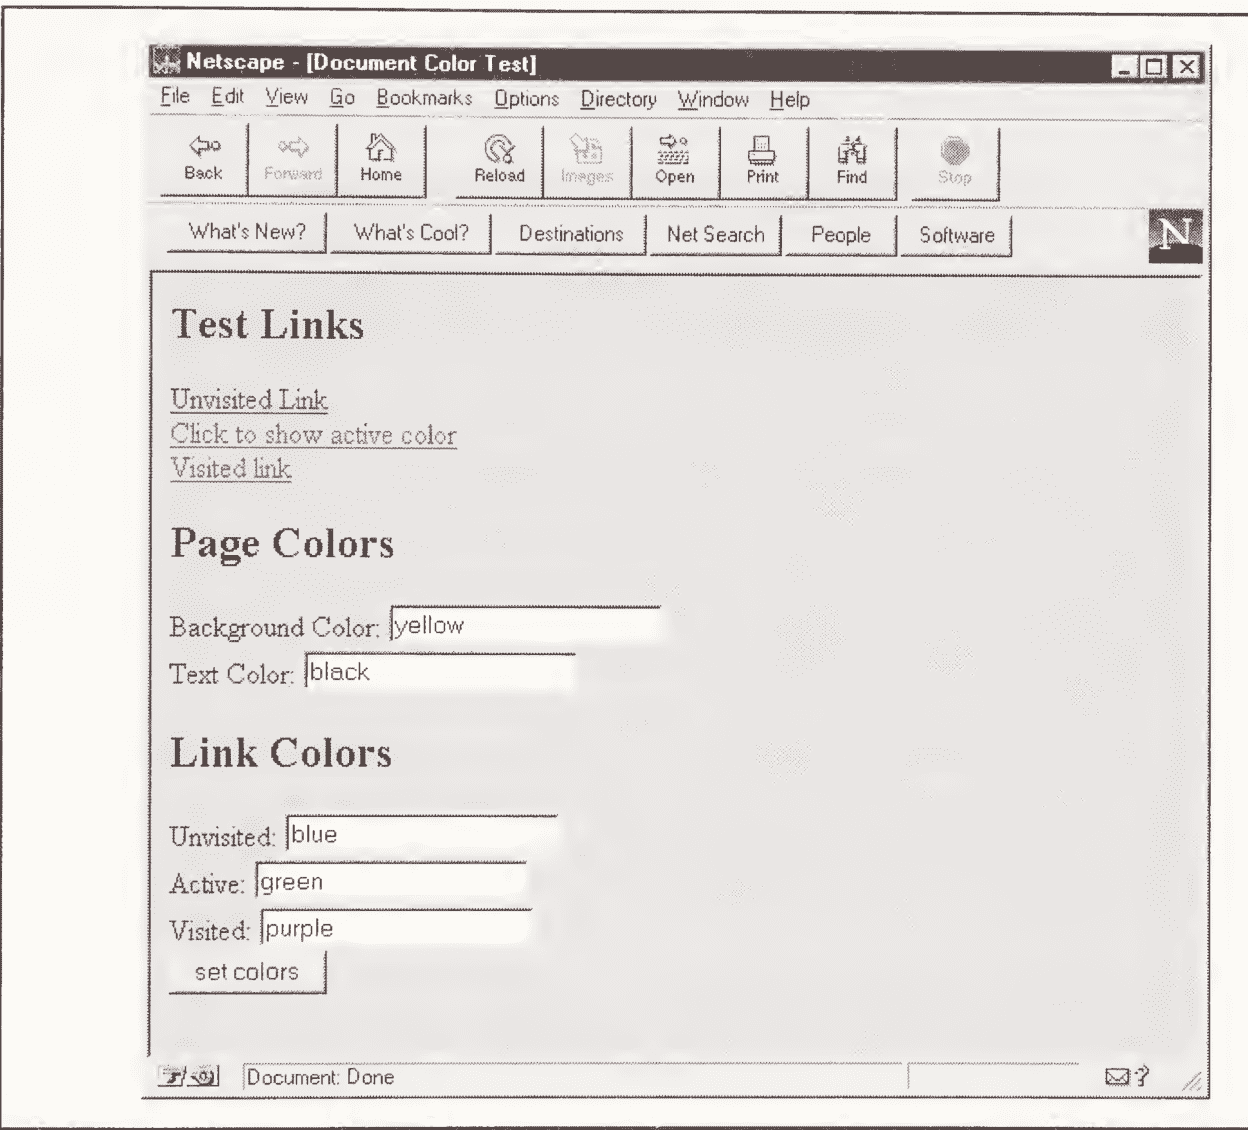 Netscape - [Document Color Test]
File Edit View Go Bookmarks Options Directory Window Help
Back Forward Home Reload Images Open Print Find Stop
What's New? What's Cool? Destinations Net Search People Software
N
Test Links
Unvisited Link
Click to show active color
Visited link
Page Colors
Background Color: yellow
Text Color: black
Link Colors
Unvisited: blue
Active: green
Visited: purple
set colors
Document: Done
?